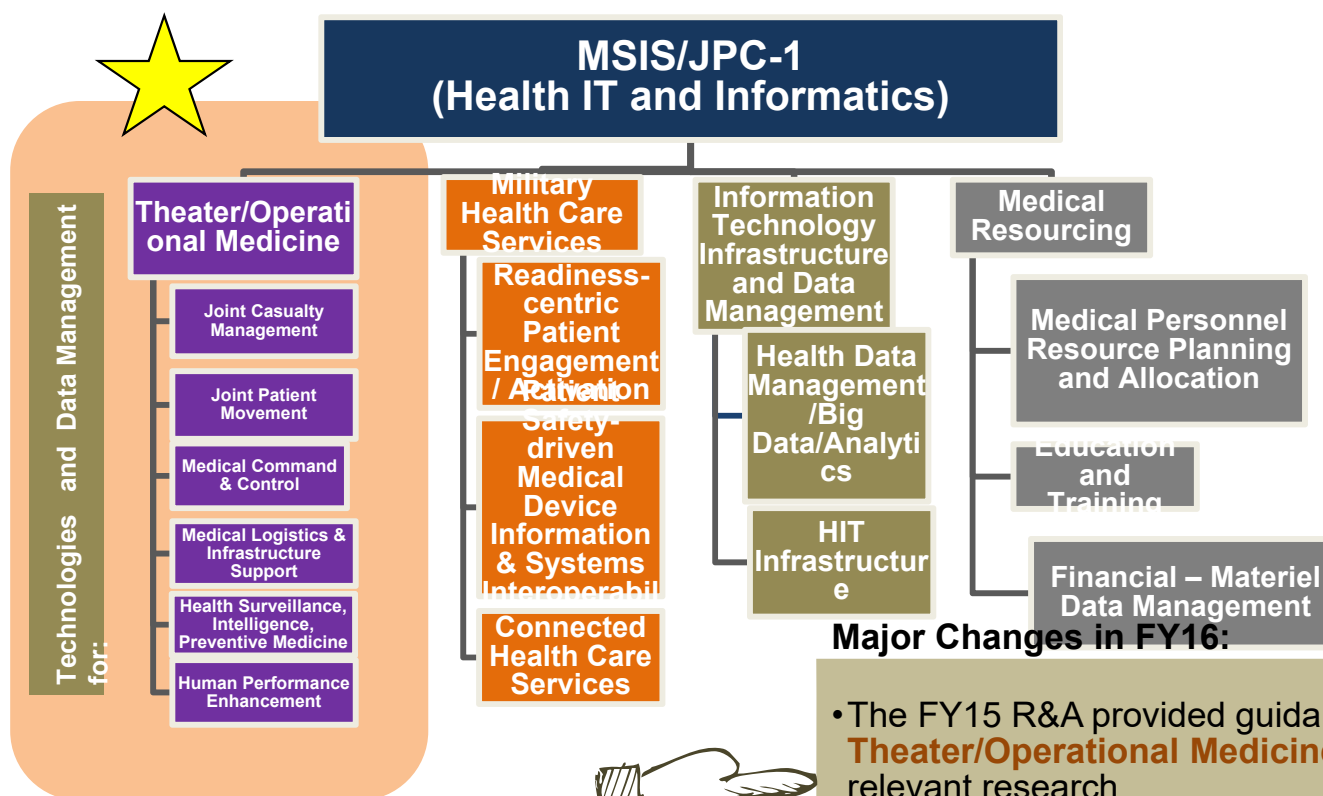 MSIS/JPC-1
(Health IT and Informatics)
Technologies and Data Management
for:
Theater/Operati
onal Medicine
Joint Casualty
Management
Joint Patient
Movement
Medical Command
& Control
Medical Logistics &
Infrastructure
Support
Health Surveillance,
Intelligence,
Preventive Medicine
Human Performance
Enhancement
Military
Health Care
Services
Readiness-
centric
Patient
Engagement
/ Activation
Patient
Safety-
driven
Medical
Device
Information
& Systems
Interoperabil
Connected
Health Care
Services
Information
Technology
Infrastructure
and Data
Management
Health Data
Management
/Big
Data/Analyti
cs
HIT
Infrastructur
e
Medical
Resourcing
Medical Personnel
Resource Planning
and Allocation
Education
and
Training
Financial – Materiel
Data Management
Major Changes in FY16:
•The FY15 R&A provided guida
Theater/Operational Medicine
relevant research